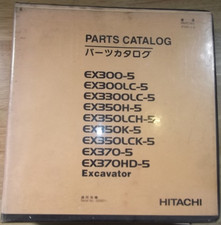 PARTS CATALOG
パーツカタログ
EX300-5
EX300LC-5
EX3300LC-5
EX350H-5
EX350LCH-5
EX350K-5
EX350LCK-5
EX370-5
EX370HD-5
Excavator
HITACHI